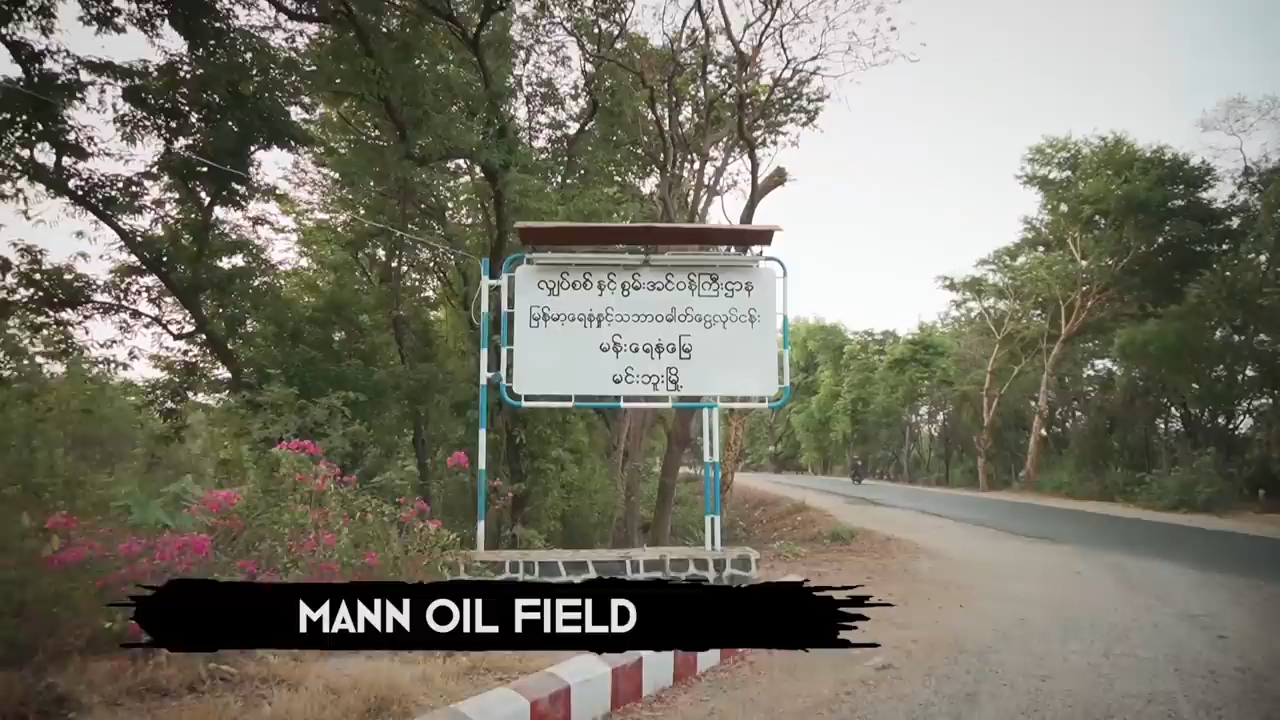 လျှပ်စစ်နှင့်စွမ်းအင်ဝန်ကြီးဌာန
မြန်မာ့ရေနံနှင့်သဘာဝဓါတ်ငွေ့လုပ်ငန်း
မန်းရေနံမြေ
မင်းဘူးမြို့
MANN OIL FIELD